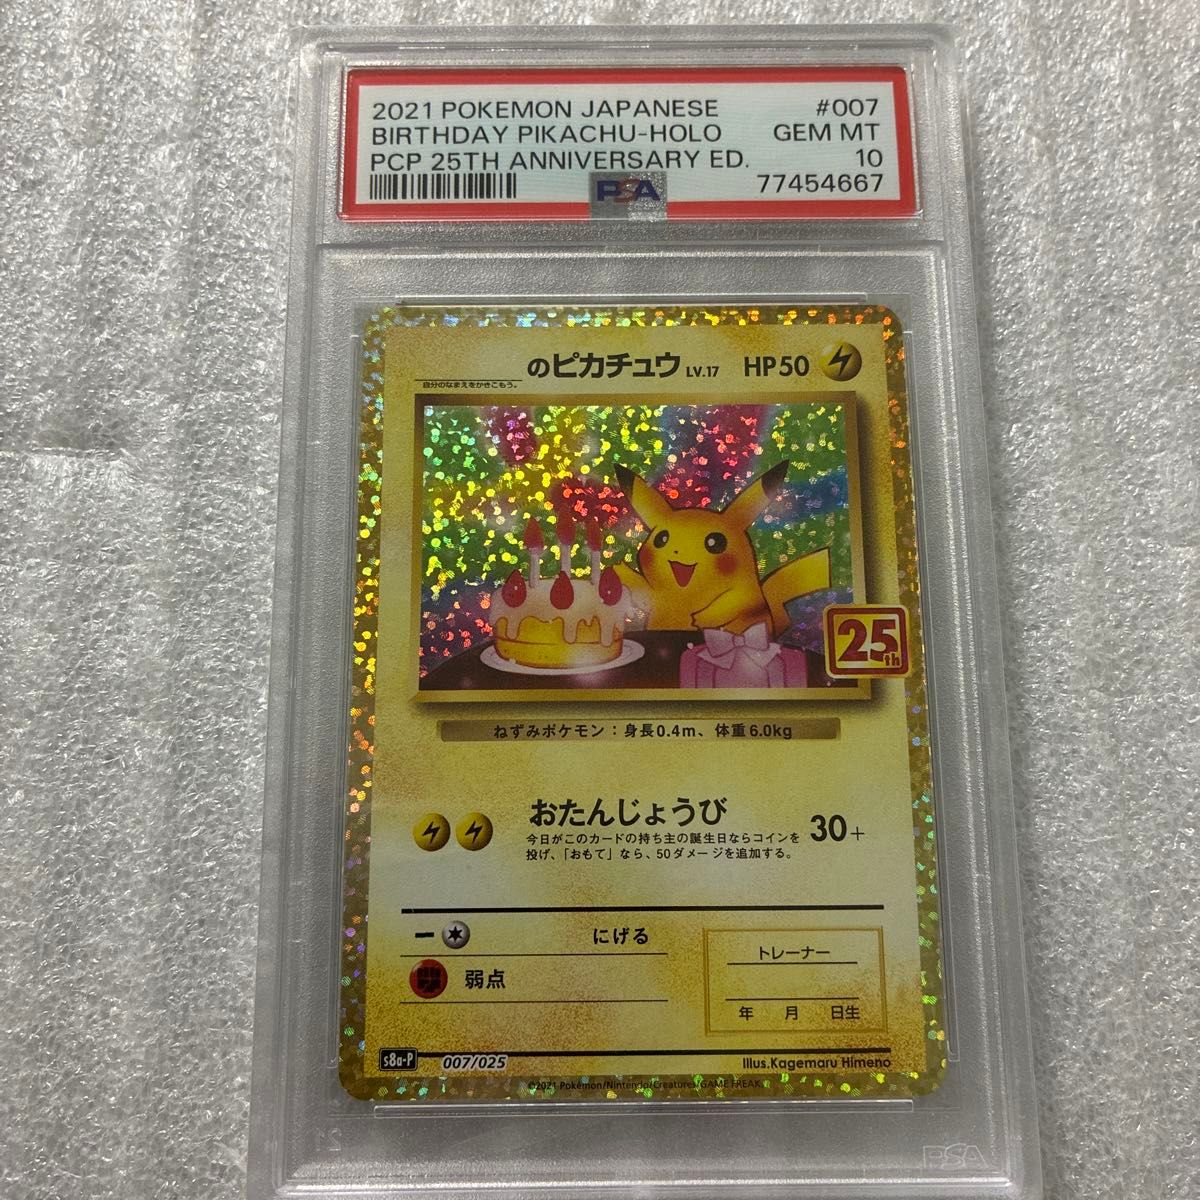 2021 POKEMON JAPANESE #007
BIRTHDAY PIKACHU-HOLO GEM MT
PCP 25TH ANNIVERSARY ED. 10
PSA 77454667
のピカチュウ LV.17 HP50
自分のなまえをかきこもう。
25th
ねずみポケモン：身長0.4m、体重6.0kg
おたんじょうび 30+
今日がこのカードの持ち主の誕生日ならコインを
投げ、「おもて」なら、50ダメージを追加する。
にげる
弱点
トレーナー
年 月 日生
s8a-P 007/025 Illus.Kagemaru Himeno
©2021 Pokémon/Nintendo/Creatures/GAME FREAK.
PSA